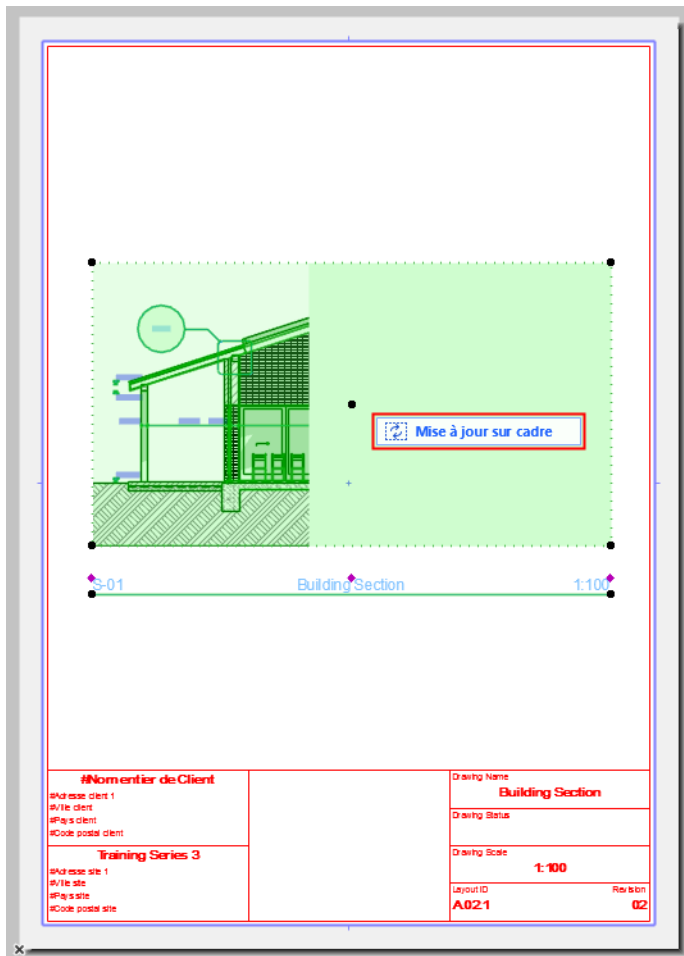 Mise à jour sur cadre
S-01 Building Section 1:100
#Nom entier de Client
#Adresse client 1
#Ville client
#Pays client
#Code postal client
Training Series 3
#Adresse site 1
#Ville site
#Pays site
#Code postal site
Drawing Name
Building Section
Drawing Status
Drawing Scale
1:100
Layout ID Revision
A.02.1 02